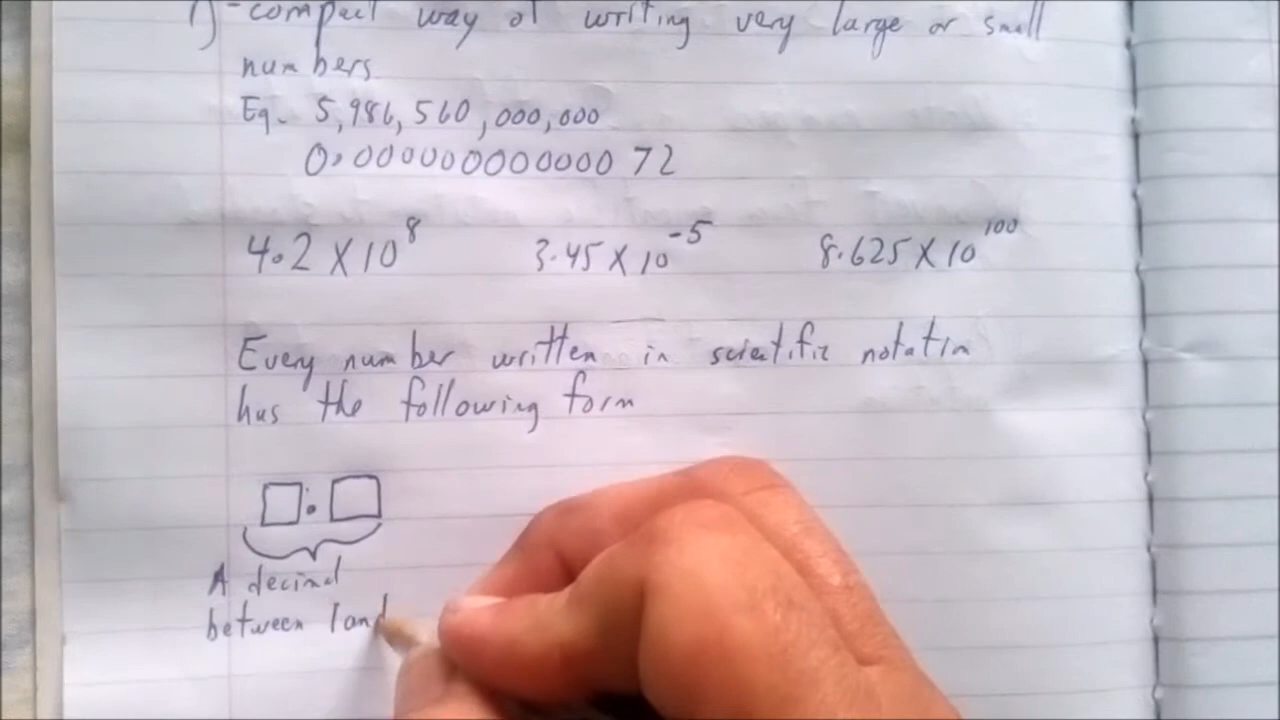 1) - compact way of writing very large or small
numbers
Eg. 5,986,560,000,000
0.00000000000072
4.2 X 10^8 3.45 X 10^-5 8.625 X 10^100
Every number written in scientific notation
has the following form
A decimal
between 1 and